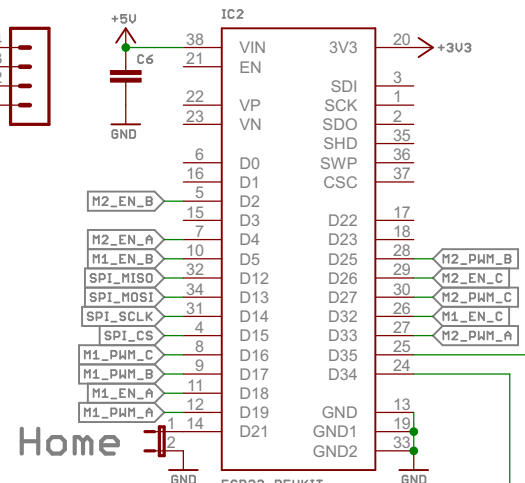 +5V
IC2
38 VIN 3V3 20 +3V3
21 EN
C6
SDI 3
22 VP SCK 1
23 VN SDO 2
GND
SHD 35
6 D0 SWP 36
16 D1 CSC 37
M2_EN_B 5 D2
15 D3 D22 17
M2_EN_A 7 D4 D23 18
M1_EN_B 10 D5 D25 28 M2_PWM_B
SPI_MISO 32 D12 D26 29 M2_EN_C
SPI_MOSI 34 D13 D27 30 M2_PWM_C
SPI_SCLK 31 D14 D32 26 M1_EN_C
SPI_CS 4 D15 D33 27 M2_PWM_A
M1_PWM_C 8 D16 D35 25
M1_PWM_B 9 D17 D34 24
M1_EN_A 11 D18
M1_PWM_A 12 D19 GND 13
Home 1 14 D21 GND1 19
2 GND2 33
GND GND
ESP32-DEVKIT